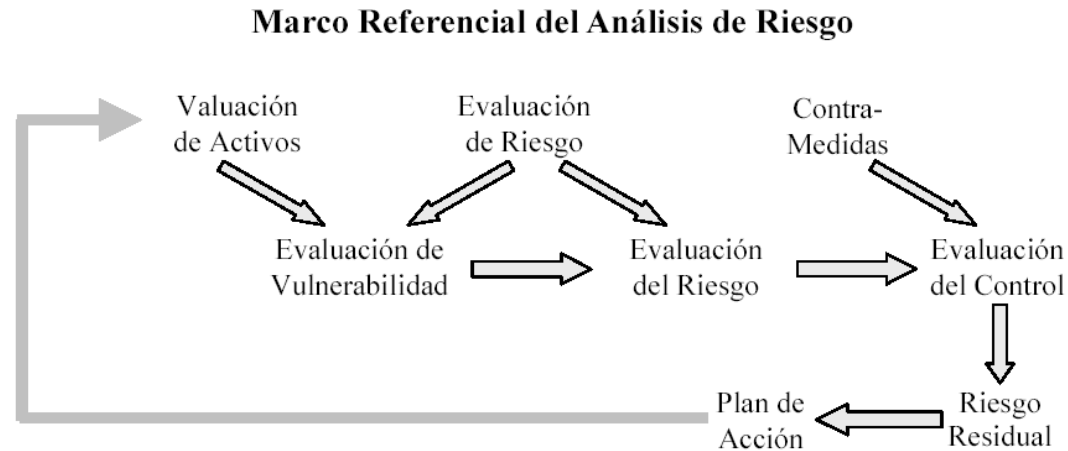 Marco Referencial del Análisis de Riesgo
Valuación
de Activos
Evaluación
de Riesgo
Contra-
Medidas
Evaluación de
Vulnerabilidad
Evaluación
del Riesgo
Evaluación
del Control
Plan de
Acción
Riesgo
Residual